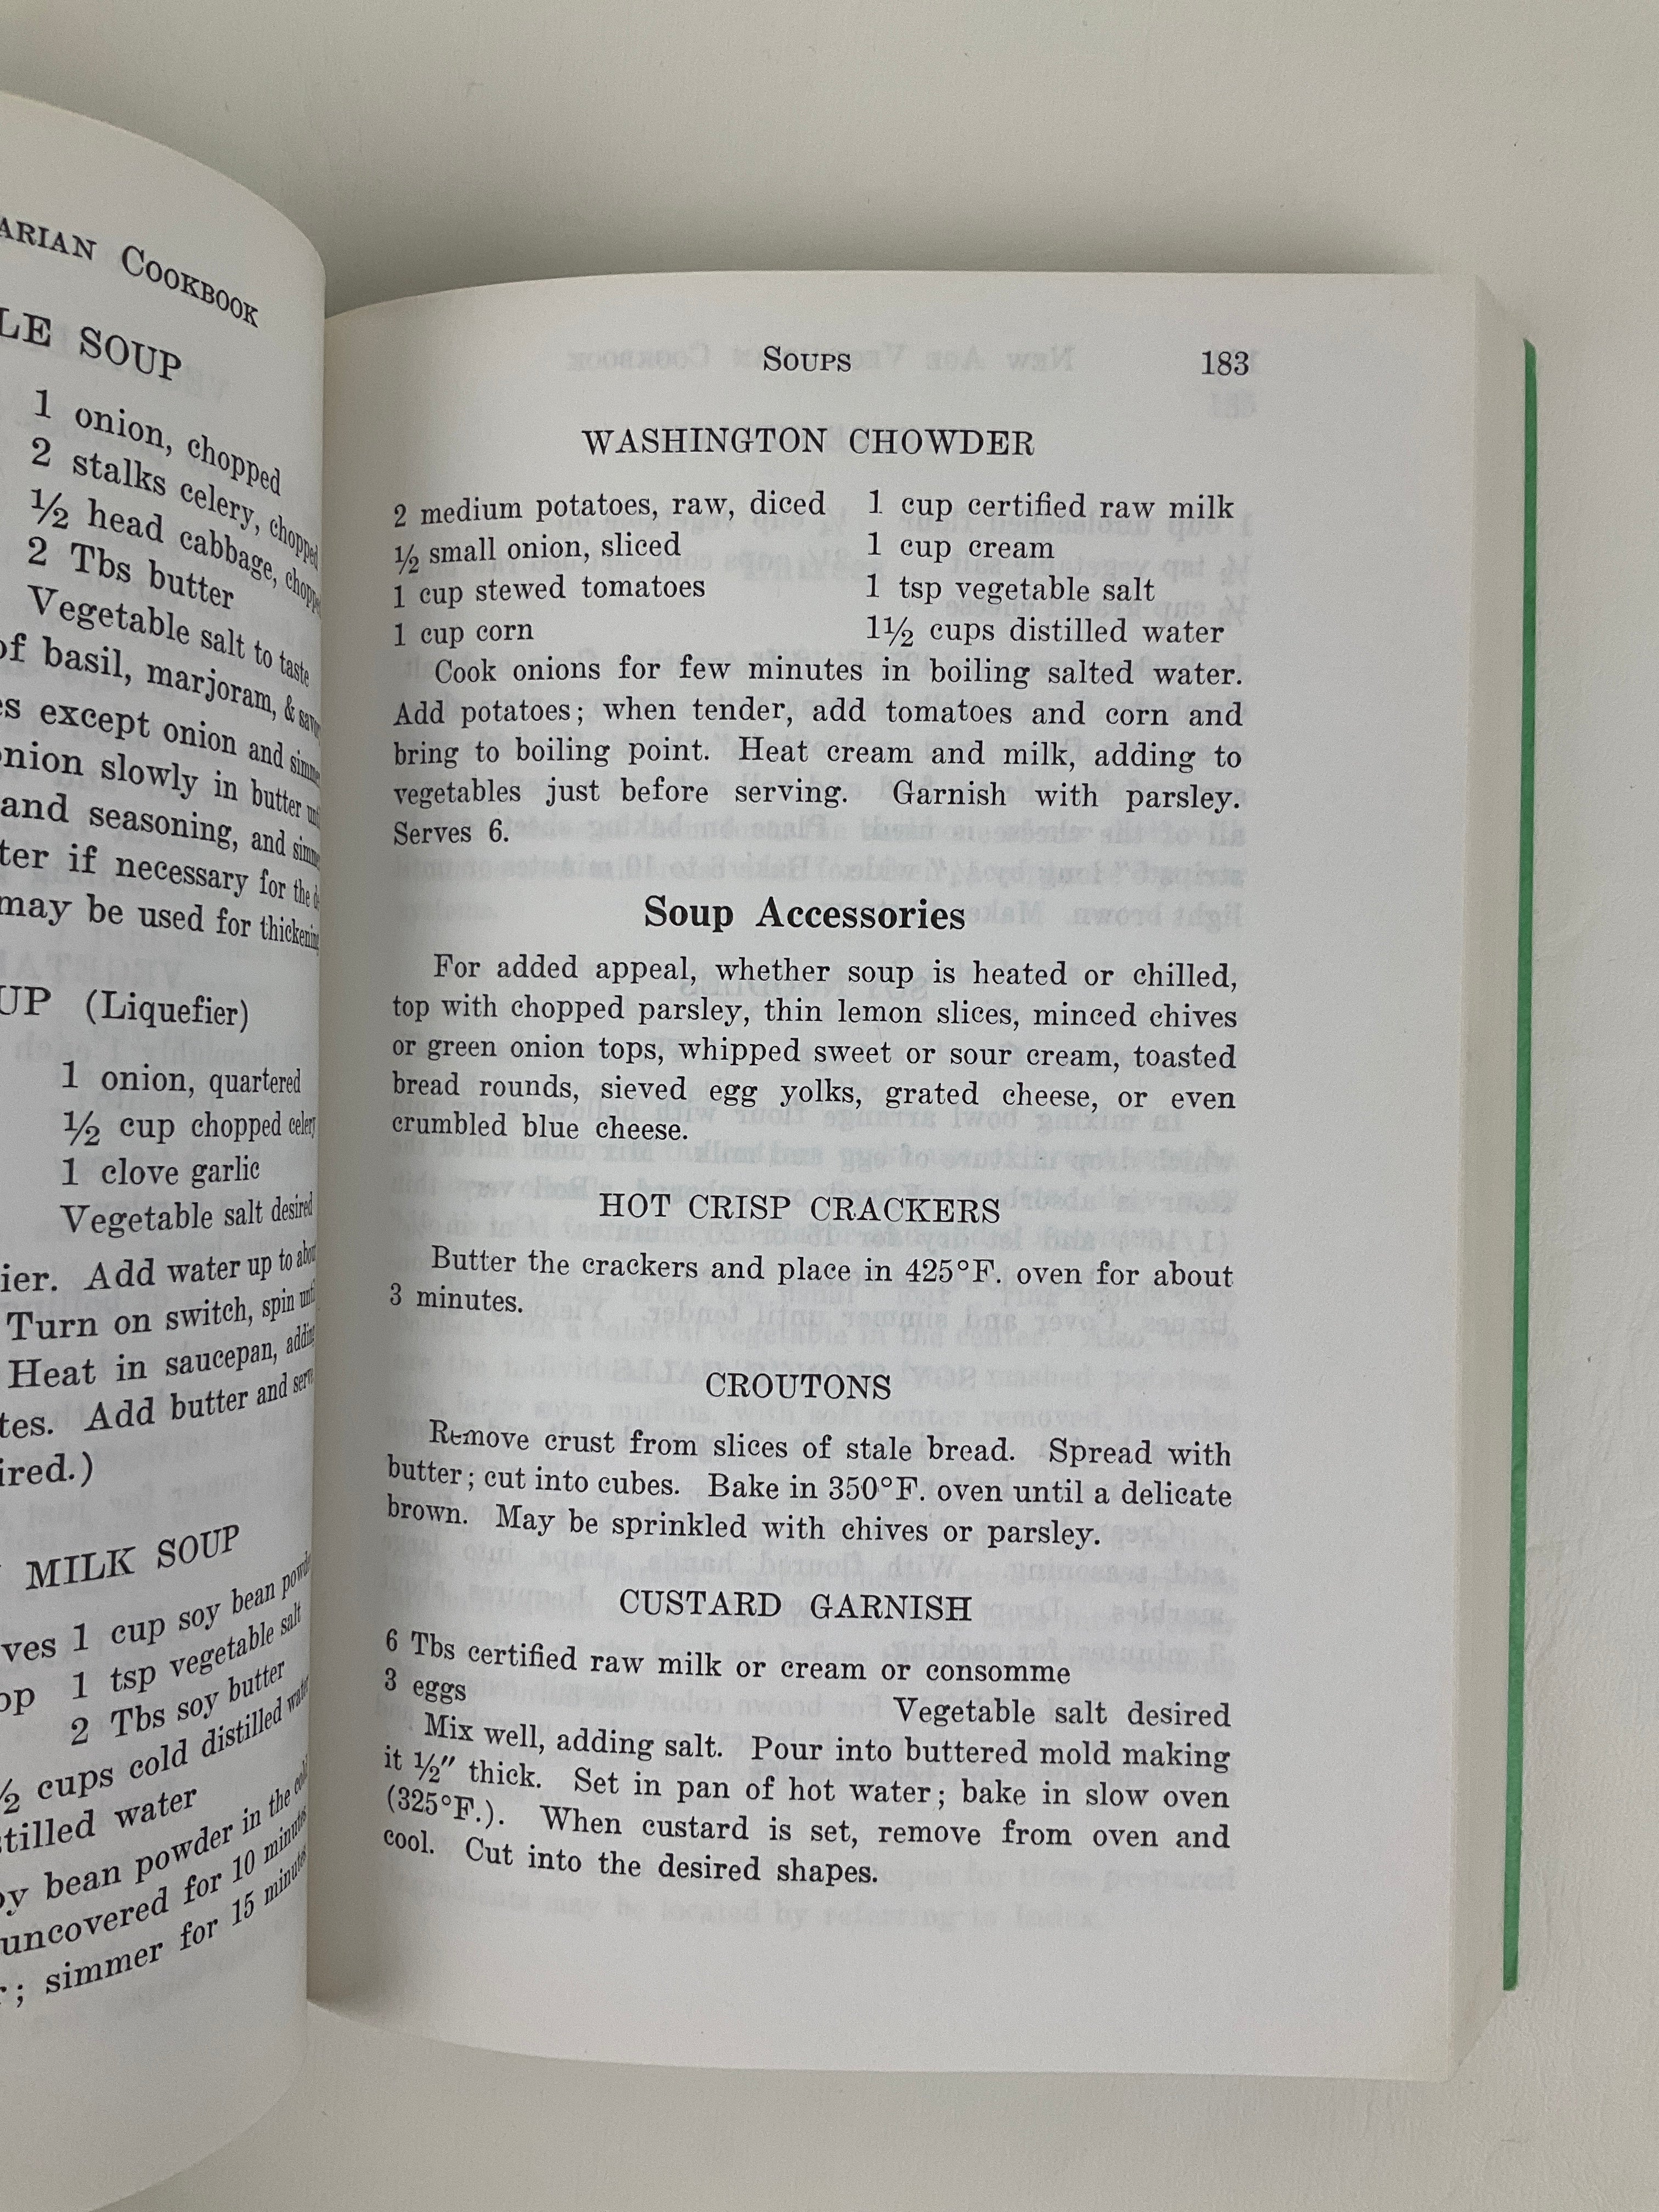 ARIAN COOKBOOK
LE SOUP
1 onion, chopped
2 stalks celery, chopped
½ head cabbage, chopped
2 Tbs butter
Vegetable salt to taste
of basil, marjoram, &
es except onion and
onion slowly in butter
and seasoning, and
ter if necessary for the
may be used for thickening
UP (Liquefier)
1 onion, quartered
½ cup chopped celery
1 clove garlic
Vegetable salt desired
ier. Add water up to about
Turn on switch, spin
Heat in saucepan, adding
tes. Add butter and
ired.)
MILK SOUP
ves 1 cup soy bean
op 1 tsp vegetable salt
2 Tbs soy butter
½ cups cold distilled water
tilled water
oy bean powder in the cold
uncovered for 10 minutes
r; simmer for 15 minutes
SOUPS 183
WASHINGTON CHOWDER
2 medium potatoes, raw, diced 1 cup certified raw milk
½ small onion, sliced 1 cup cream
1 cup stewed tomatoes 1 tsp vegetable salt
1 cup corn 1½ cups distilled water
Cook onions for few minutes in boiling salted water.
Add potatoes; when tender, add tomatoes and corn and
bring to boiling point. Heat cream and milk, adding to
vegetables just before serving. Garnish with parsley.
Serves 6.
Soup Accessories
For added appeal, whether soup is heated or chilled,
top with chopped parsley, thin lemon slices, minced chives
or green onion tops, whipped sweet or sour cream, toasted
bread rounds, sieved egg yolks, grated cheese, or even
crumbled blue cheese.
HOT CRISP CRACKERS
Butter the crackers and place in 425°F. oven for about
3 minutes.
CROUTONS
Remove crust from slices of stale bread. Spread with
butter; cut into cubes. Bake in 350°F. oven until a delicate
brown. May be sprinkled with chives or parsley.
CUSTARD GARNISH
6 Tbs certified raw milk or cream or consomme
3 eggs Vegetable salt desired
Mix well, adding salt. Pour into buttered mold making
it ½" thick. Set in pan of hot water; bake in slow oven
(325°F.). When custard is set, remove from oven and
cool. Cut into the desired shapes.